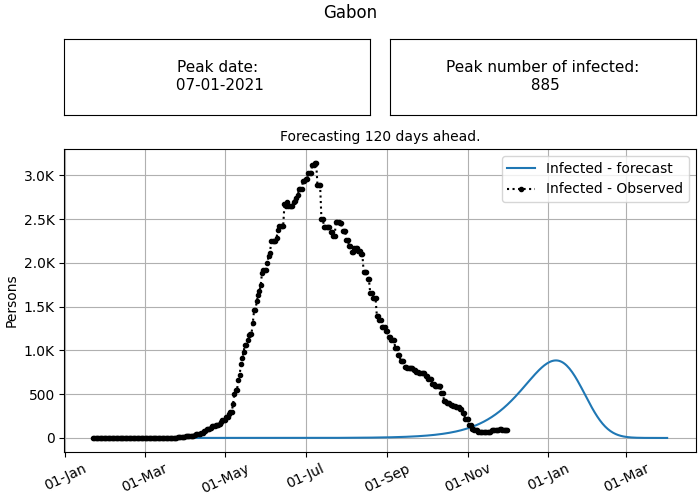 Gabon
Peak date:
07-01-2021
Peak number of infected:
885
Forecasting 120 days ahead.
Infected - forecast
Infected - Observed
Persons
3.0K
2.5K
2.0K
1.5K
1.0K
500
0
01-Jan
01-Mar
01-May
01-Jul
01-Sep
01-Nov
01-Jan
01-Mar